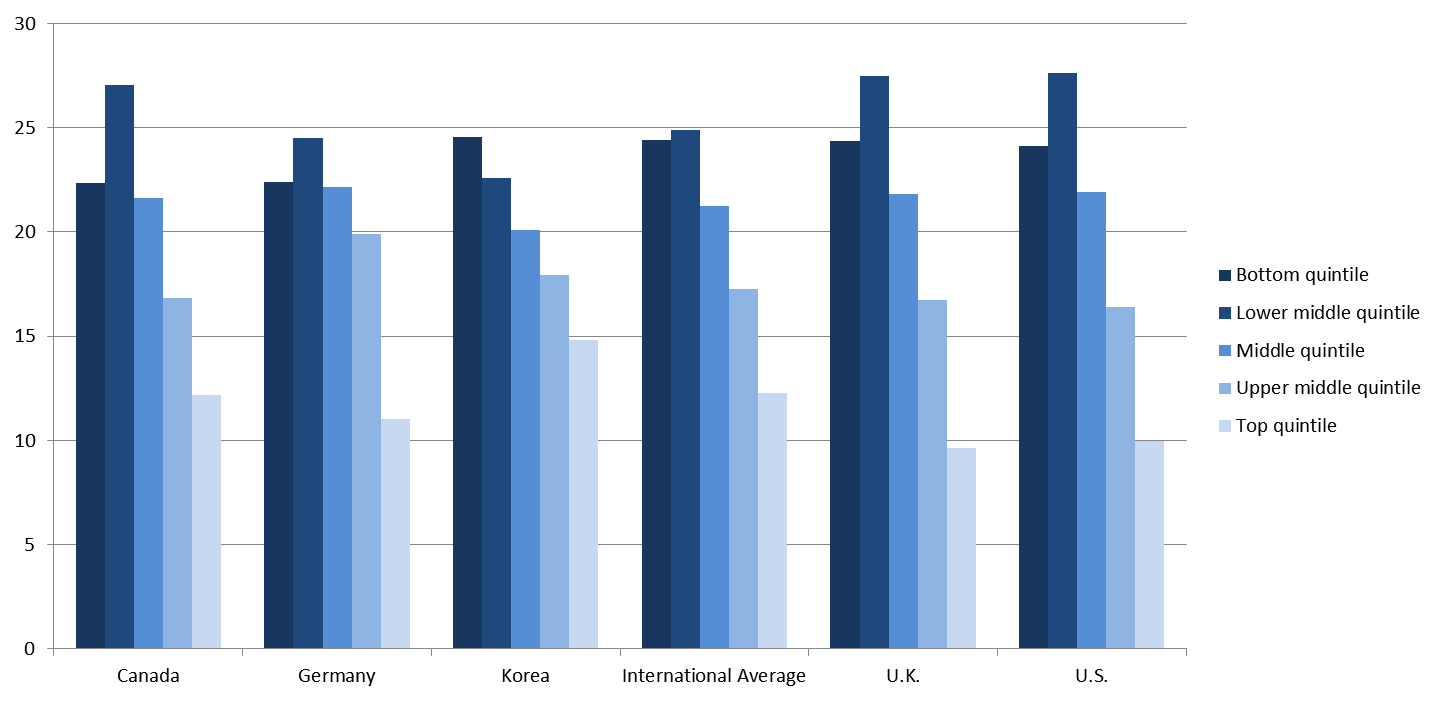 30
25
20
15
10
5
0
Canada
Germany
Korea
International Average
U.K.
U.S.
Bottom quintile
Lower middle quintile
Middle quintile
Upper middle quintile
Top quintile